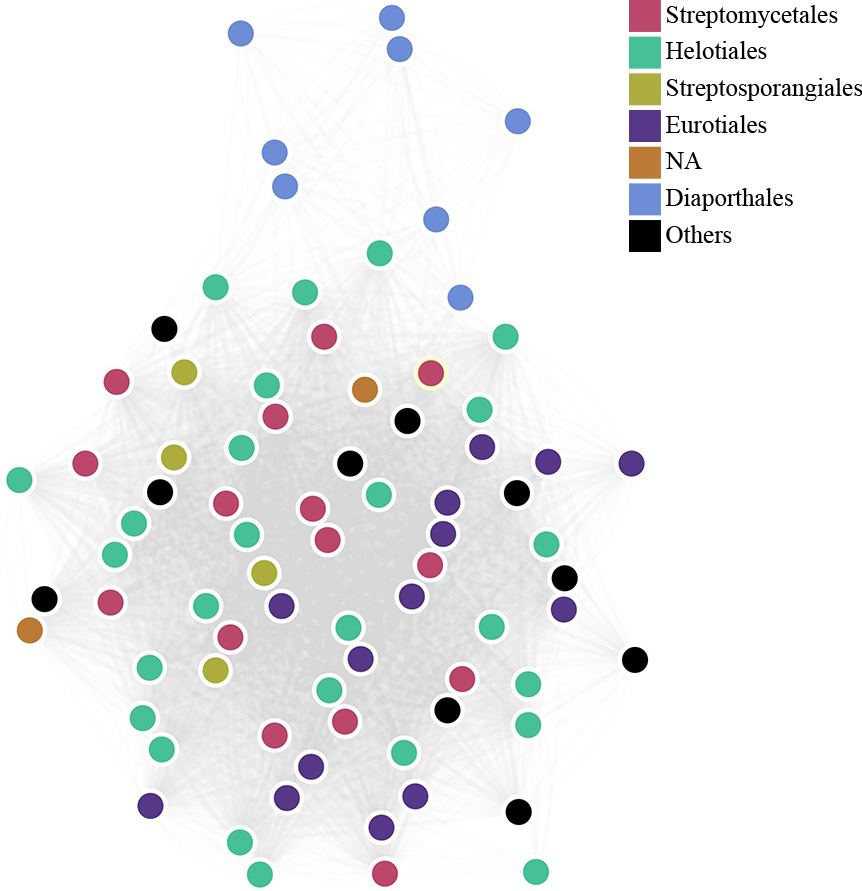 Streptomycetales
Helotiales
Streptosporangiales
Eurotiales
NA
Diaporthales
Others